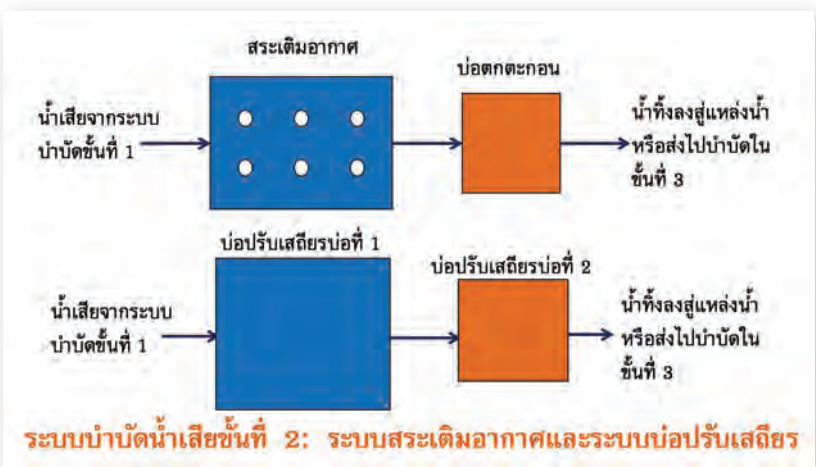 สระเติมอากาศ
บ่อตกตะกอน
น้ำเสียจากระบบ
บำบัดขั้นที่ 1
น้ำทิ้งลงสู่แหล่งน้ำ
หรือส่งไปบำบัดใน
ขั้นที่ 3
บ่อปรับเสถียรบ่อที่ 1
บ่อปรับเสถียรบ่อที่ 2
น้ำเสียจากระบบ
บำบัดขั้นที่ 1
น้ำทิ้งลงสู่แหล่งน้ำ
หรือส่งไปบำบัดใน
ขั้นที่ 3
ระบบบำบัดน้ำเสียขั้นที่ 2: ระบบสระเติมอากาศและระบบบ่อปรับเสถียร